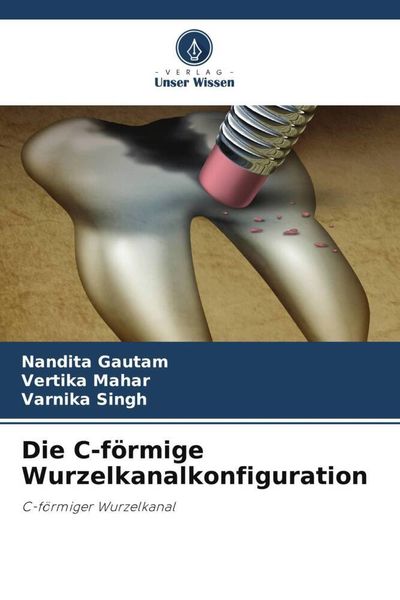 - VERLAG -
Unser Wissen
Nandita Gautam
Vertika Mahar
Varnika Singh
Die C-förmige
Wurzelkanalkonfiguration
C-förmiger Wurzelkanal